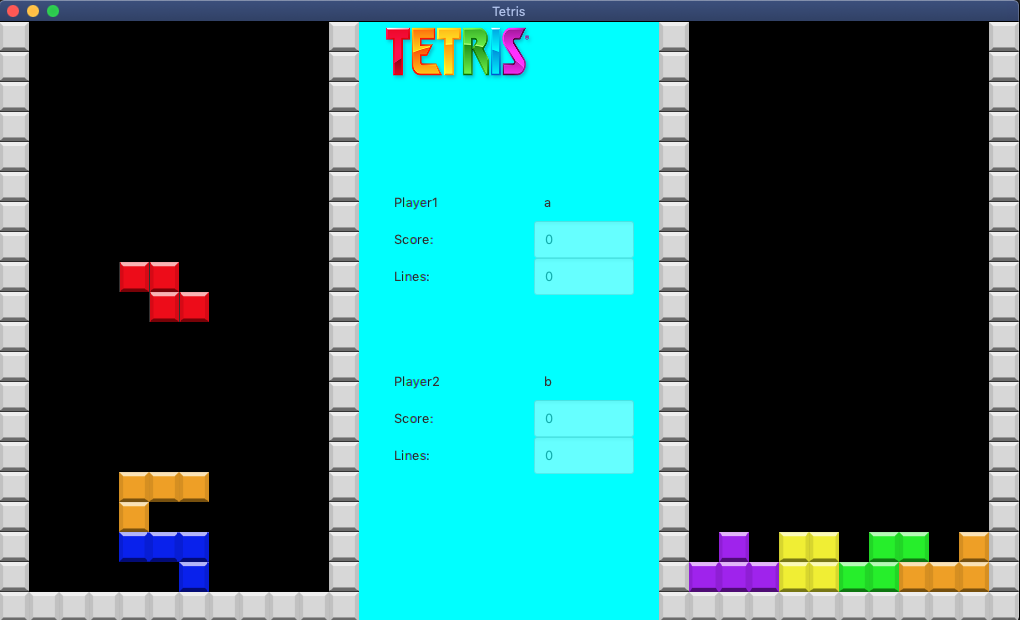 Tetris
TETRIS
Player1 a
Score: 0
Lines: 0
Player2 b
Score: 0
Lines: 0